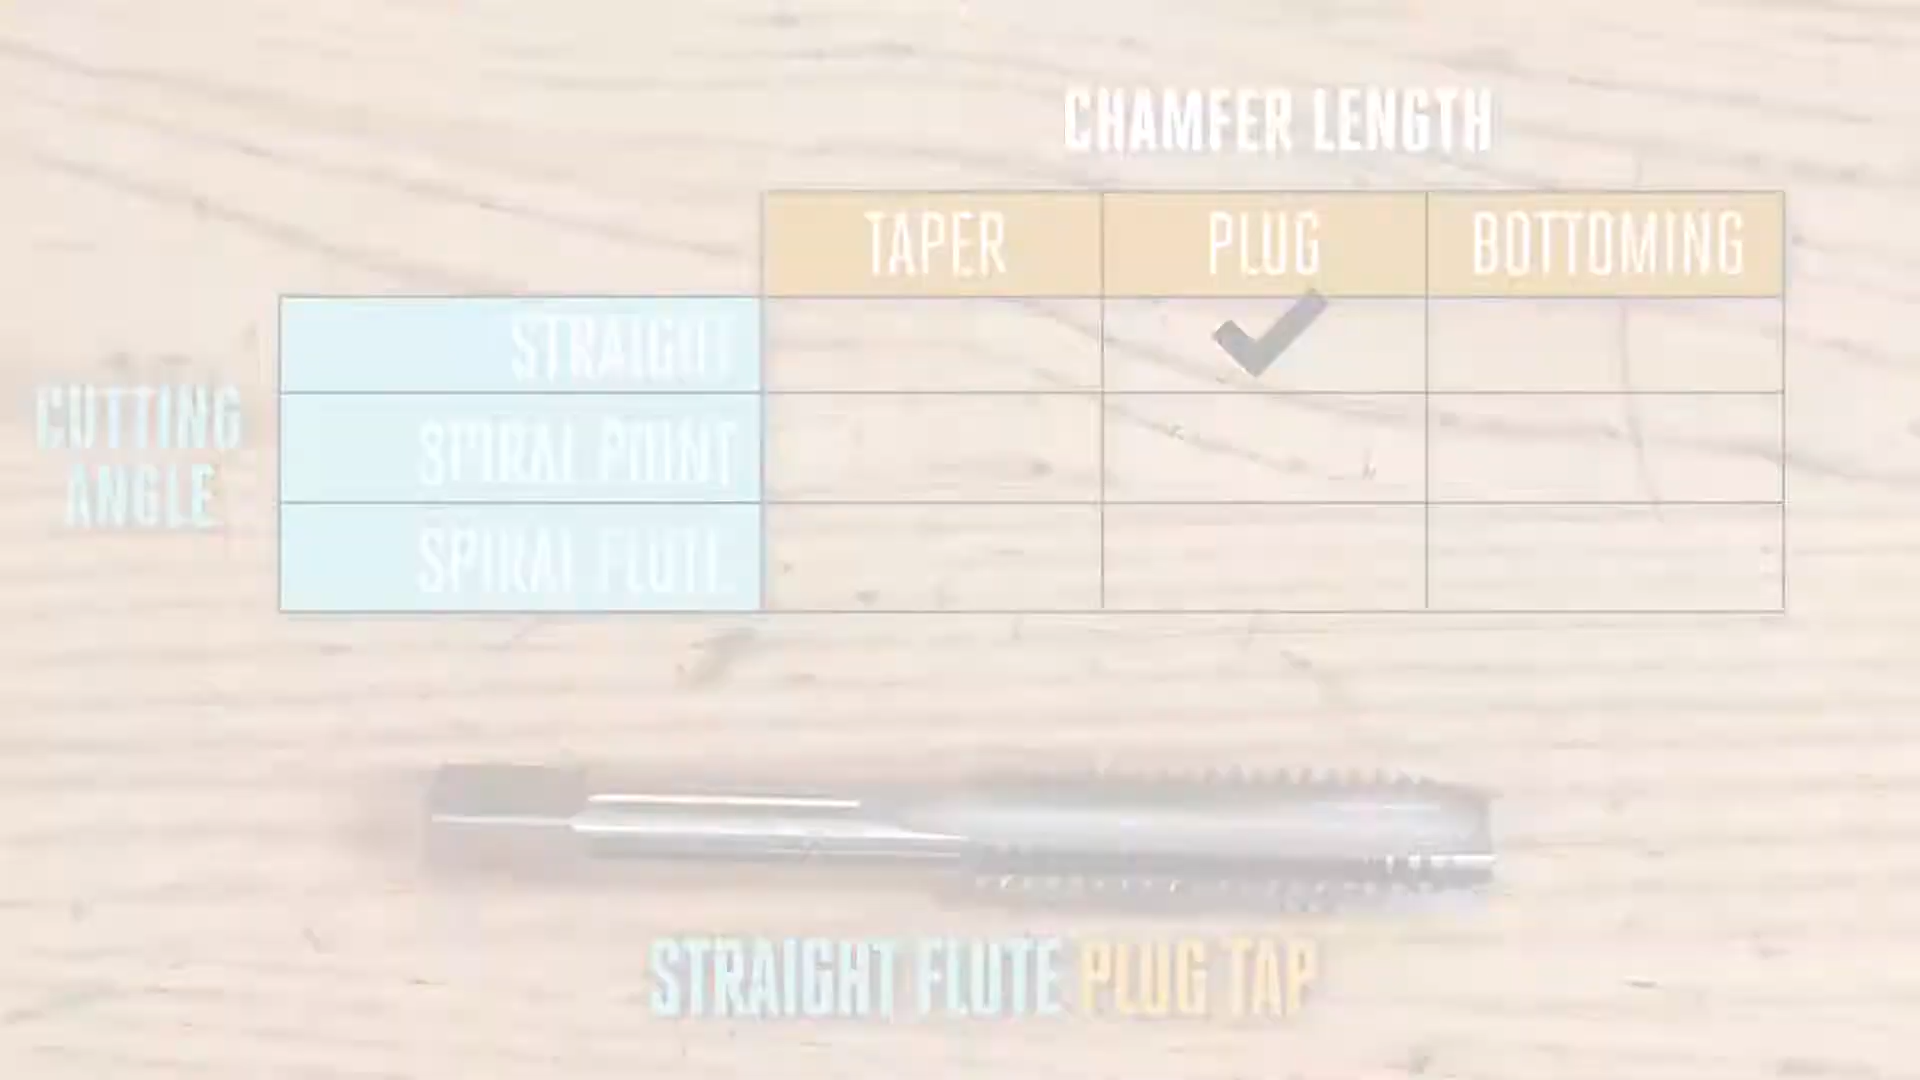 CHAMFER LENGTH
TAPER PLUG BOTTOMING
STRAIGHT
SPIRAL POINT
SPIRAL FLUTE
CUTTING
ANGLE
STRAIGHT FLUTE PLUG TAP